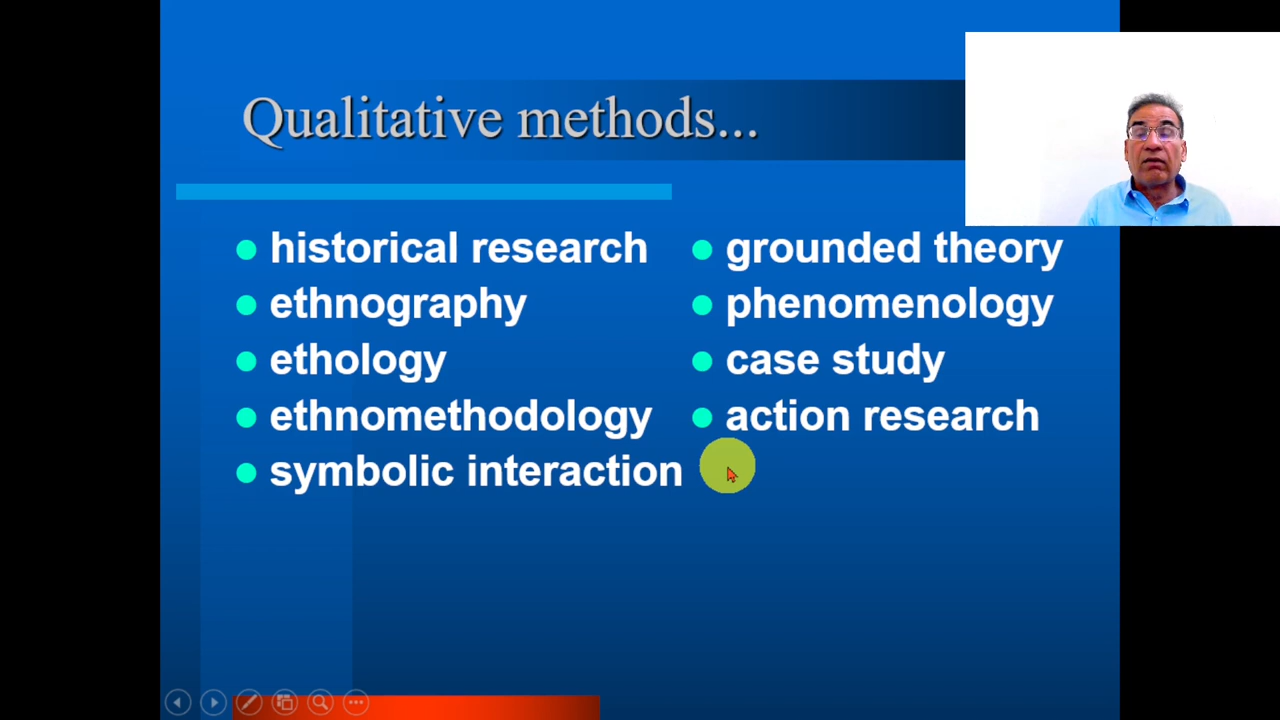 Qualitative methods...
historical research
ethnography
ethology
ethnomethodology
symbolic interaction
grounded theory
phenomenology
case study
action research